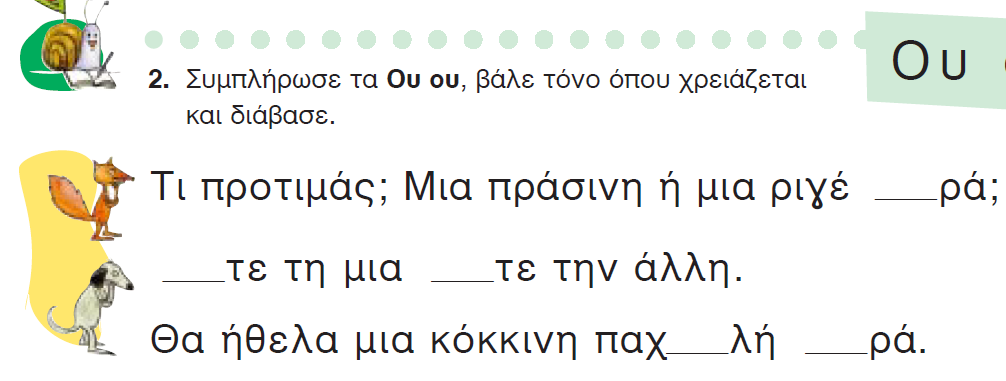 2. Συμπλήρωσε τα Ου ου, βάλε τόνο όπου χρειάζεται
και διάβασε.
Ου
Τι προτιμάς; Μια πράσινη ή μια ριγέ ___ρά;
___τε τη μια ___τε την άλλη.
Θα ήθελα μια κόκκινη παχ___λή ___ρά.